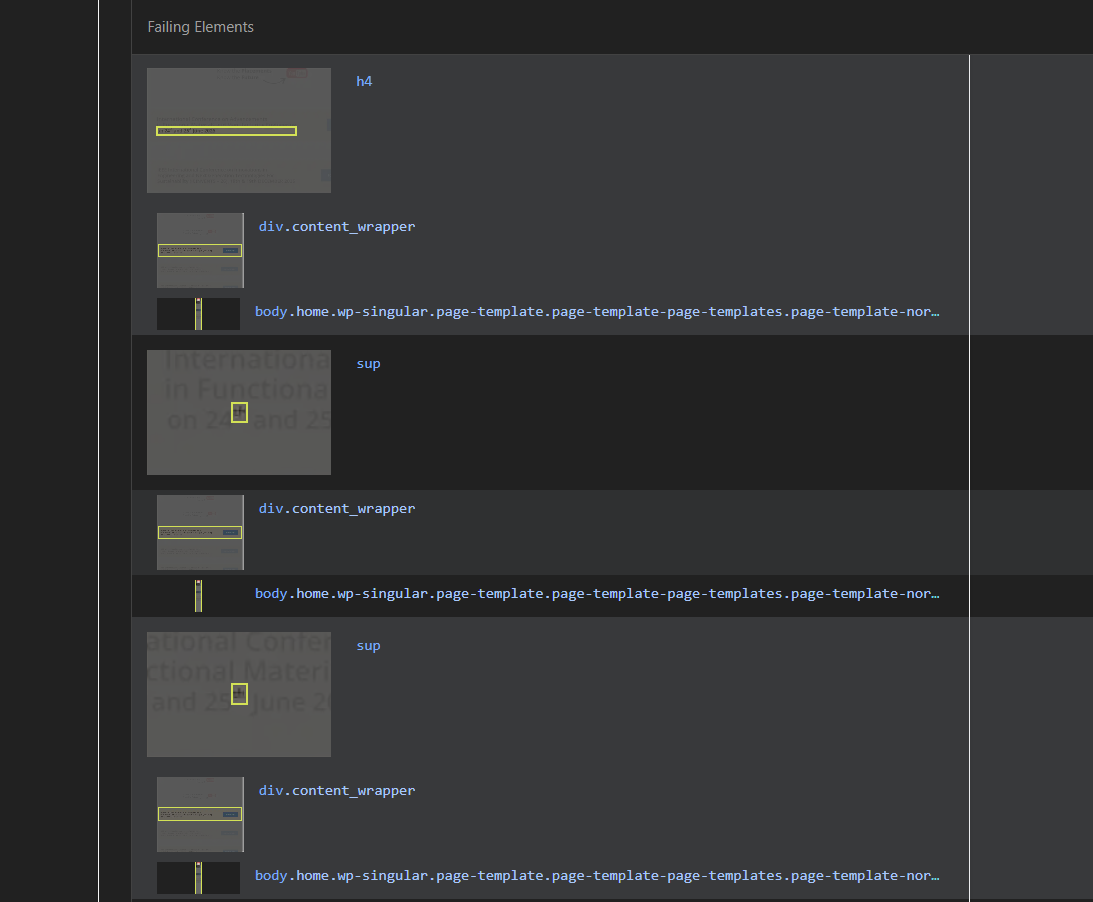 Failing Elements
h4
div.content_wrapper
body.home.wp-singular.page-template.page-template-page-templates.page-template-nor…
Internationa
in Functiona
on 24 and 25
sup
div.content_wrapper
body.home.wp-singular.page-template.page-template-page-templates.page-template-nor…
ational Confer
ctional Materi
and 25 June 20
sup
div.content_wrapper
body.home.wp-singular.page-template.page-template-page-templates.page-template-nor…